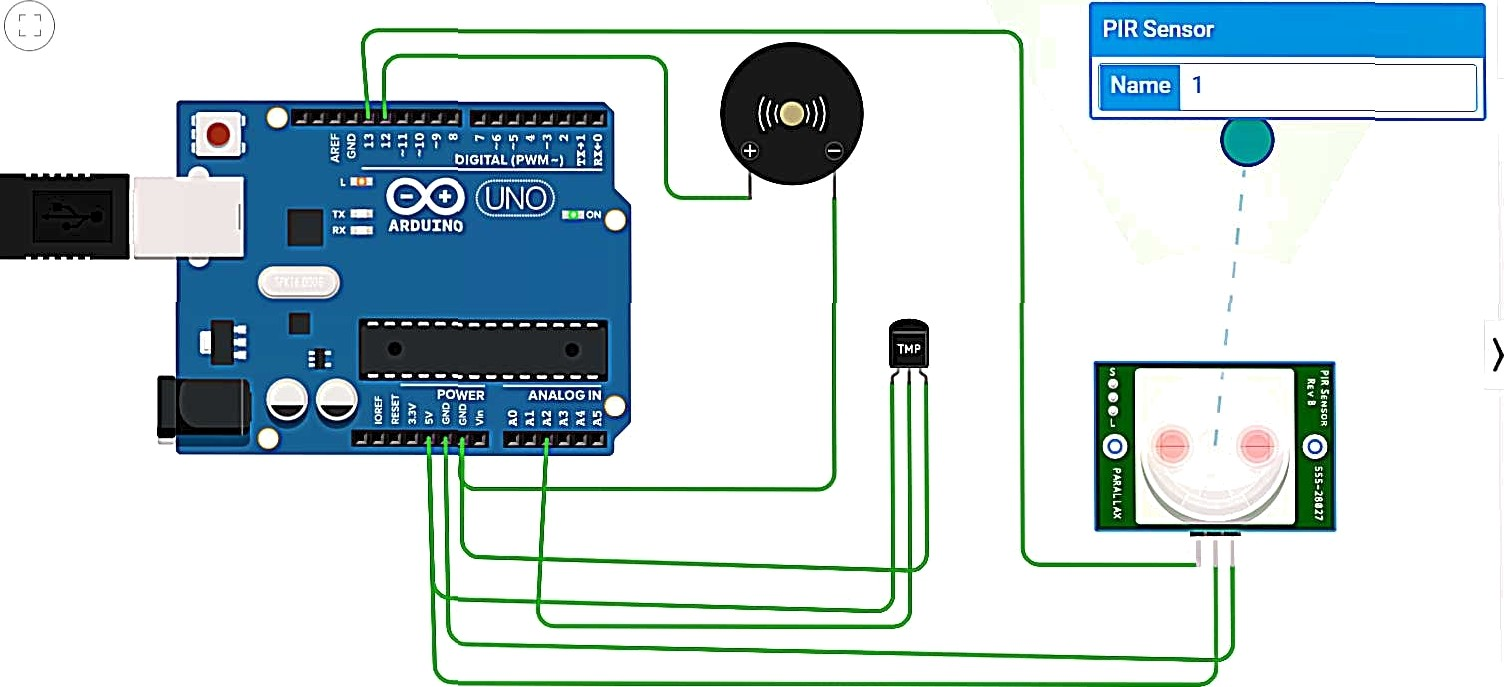 PIR Sensor
Name 1
AREF
GND
13
12
~11
~10
~9
8
7
~6
~5
4
~3
2
TX→1
RX←0
DIGITAL (PWM~)
L
TX
RX
ARDUINO
UNO
ON
+
−
TMP
POWER
ANALOG IN
IOREF
RESET
3.3V
5V
GND
GND
Vin
A0
A1
A2
A3
A4
A5
S
L
PARALLAX
PIR SENSOR
REV B
555-28027